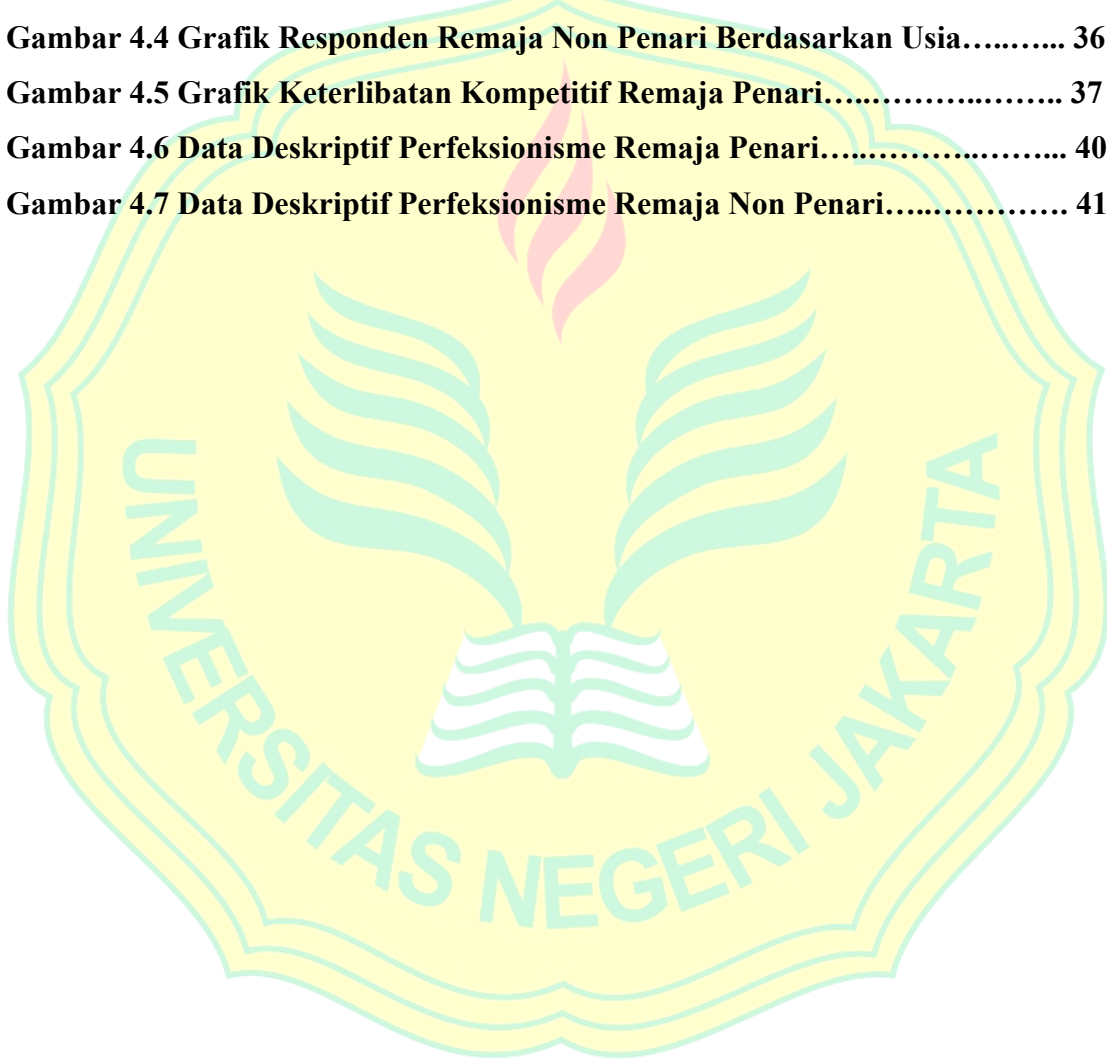 Gambar 4.4 Grafik Responden Remaja Non Penari Berdasarkan Usia…..…... 36
Gambar 4.5 Grafik Keterlibatan Kompetitif Remaja Penari…..………..…….. 37
Gambar 4.6 Data Deskriptif Perfeksionisme Remaja Penari…..………..……... 40
Gambar 4.7 Data Deskriptif Perfeksionisme Remaja Non Penari…..…………. 41
UNIVERSITAS NEGERI JAKARTA